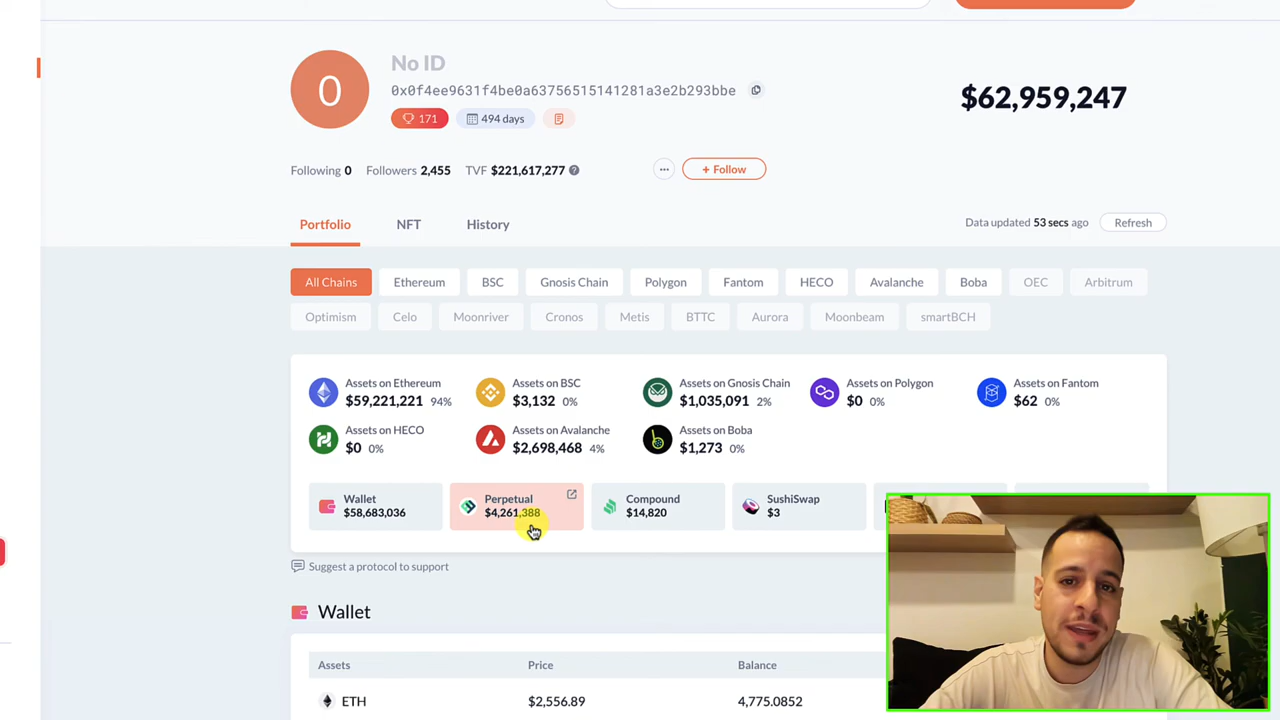 No ID
0
0x0f4ee9631f4be0a63756515141281a3e2b293bbe
$62,959,247
171
494 days
Following 0 Followers 2,455 TVF $221,617,277 ?
+ Follow
Portfolio NFT History
Data updated 53 secs ago Refresh
All Chains Ethereum BSC Gnosis Chain Polygon Fantom HECO Avalanche Boba OEC Arbitrum
Optimism Celo Moonriver Cronos Metis BTTC Aurora Moonbeam smartBCH
Assets on Ethereum Assets on BSC Assets on Gnosis Chain Assets on Polygon Assets on Fantom
$59,221,221 94% $3,132 0% $1,035,091 2% $0 0% $62 0%
Assets on HECO Assets on Avalanche Assets on Boba
$0 0% $2,698,468 4% $1,273 0%
Wallet Perpetual Compound SushiSwap
$58,683,036 $4,261,388 $14,820 $3
Suggest a protocol to support
Wallet
Assets Price Balance
ETH $2,556.89 4,775.0852